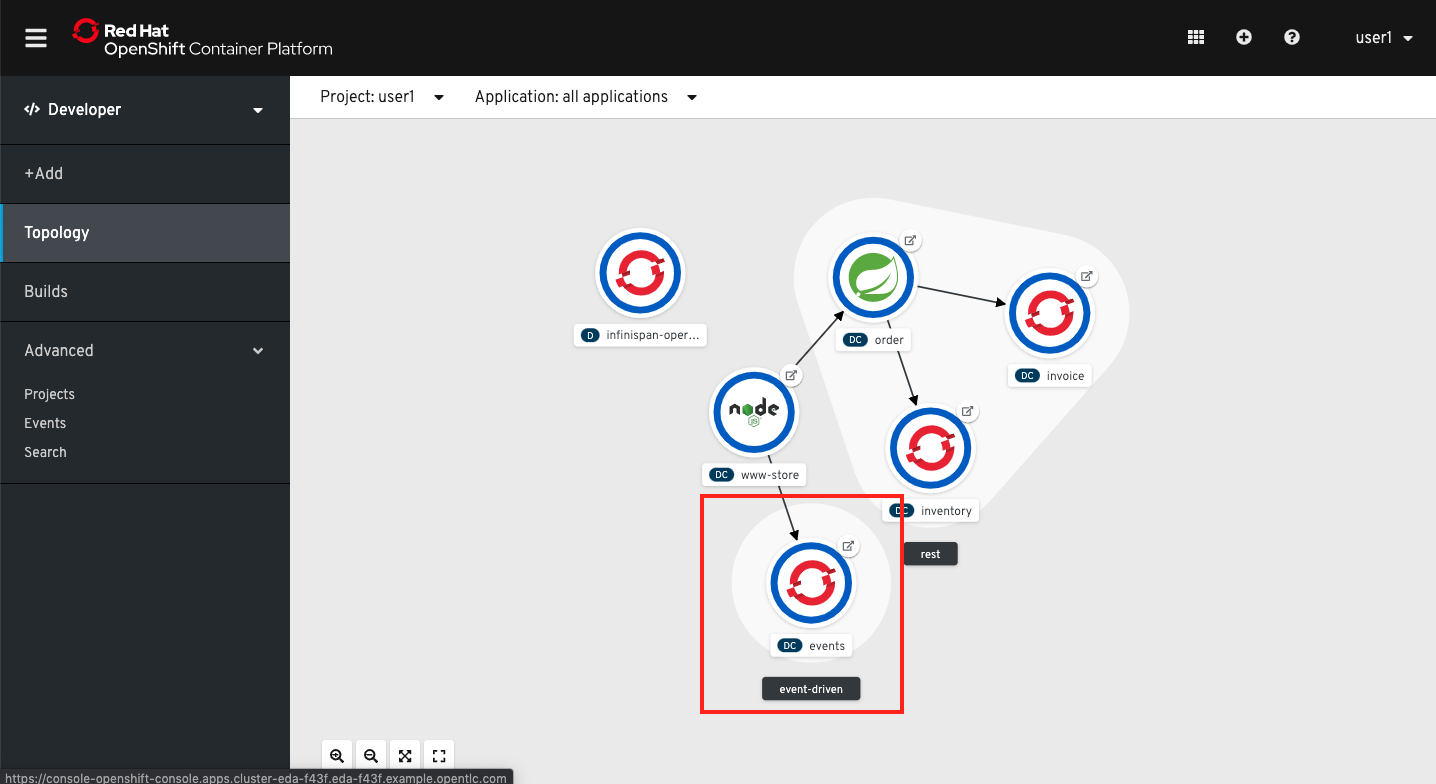 Red Hat
OpenShift Container Platform
user1
Developer
Project: user1
Application: all applications
+Add
Topology
Builds
Advanced
Projects
Events
Search
D infinispan-oper...
DC order
DC invoice
node
JS
DC www-store
DC inventory
rest
DC events
event-driven
https://console-openshift-console.apps.cluster-eda-f43f.eda-f43f.example.opentlc.com